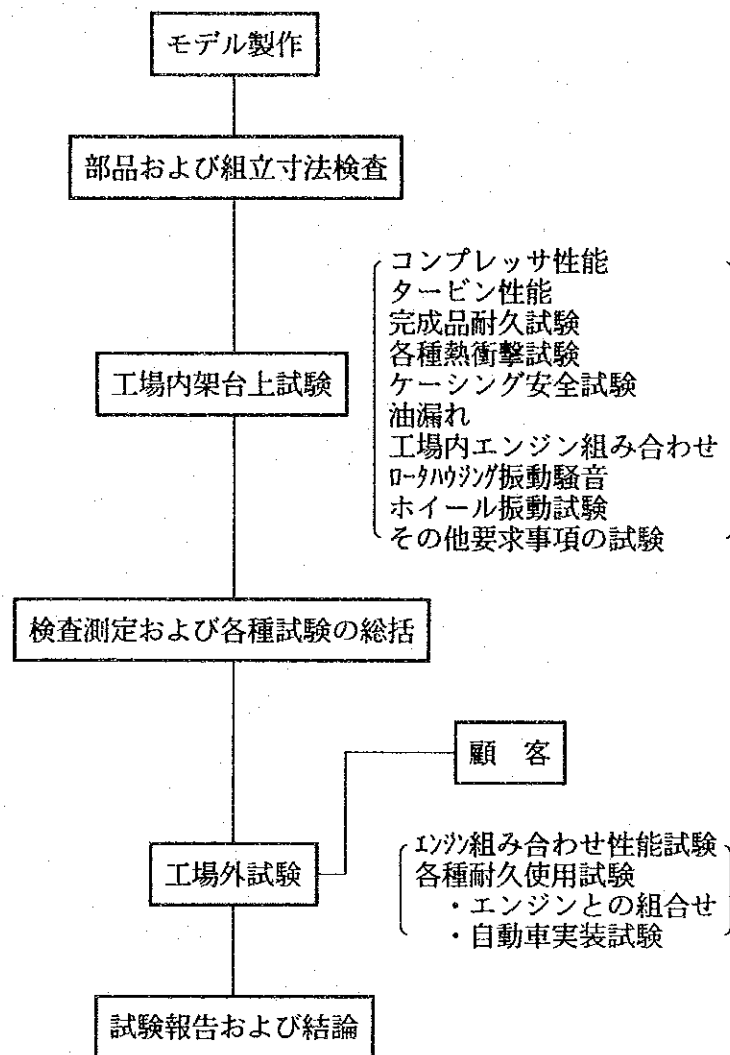 モデル製作
部品および組立寸法検査
コンプレッサ性能
タービン性能
完成品耐久試験
各種熱衝撃試験
ケーシング安全試験
油漏れ
工場内エンジン組み合わせ
ロータハウジング振動騒音
ホイール振動試験
その他要求事項の試験
工場内架台上試験
検査測定および各種試験の総括
顧　客
工場外試験
エンジン組み合わせ性能試験
各種耐久使用試験
・エンジンとの組合せ
・自動車実装試験
試験報告および結論